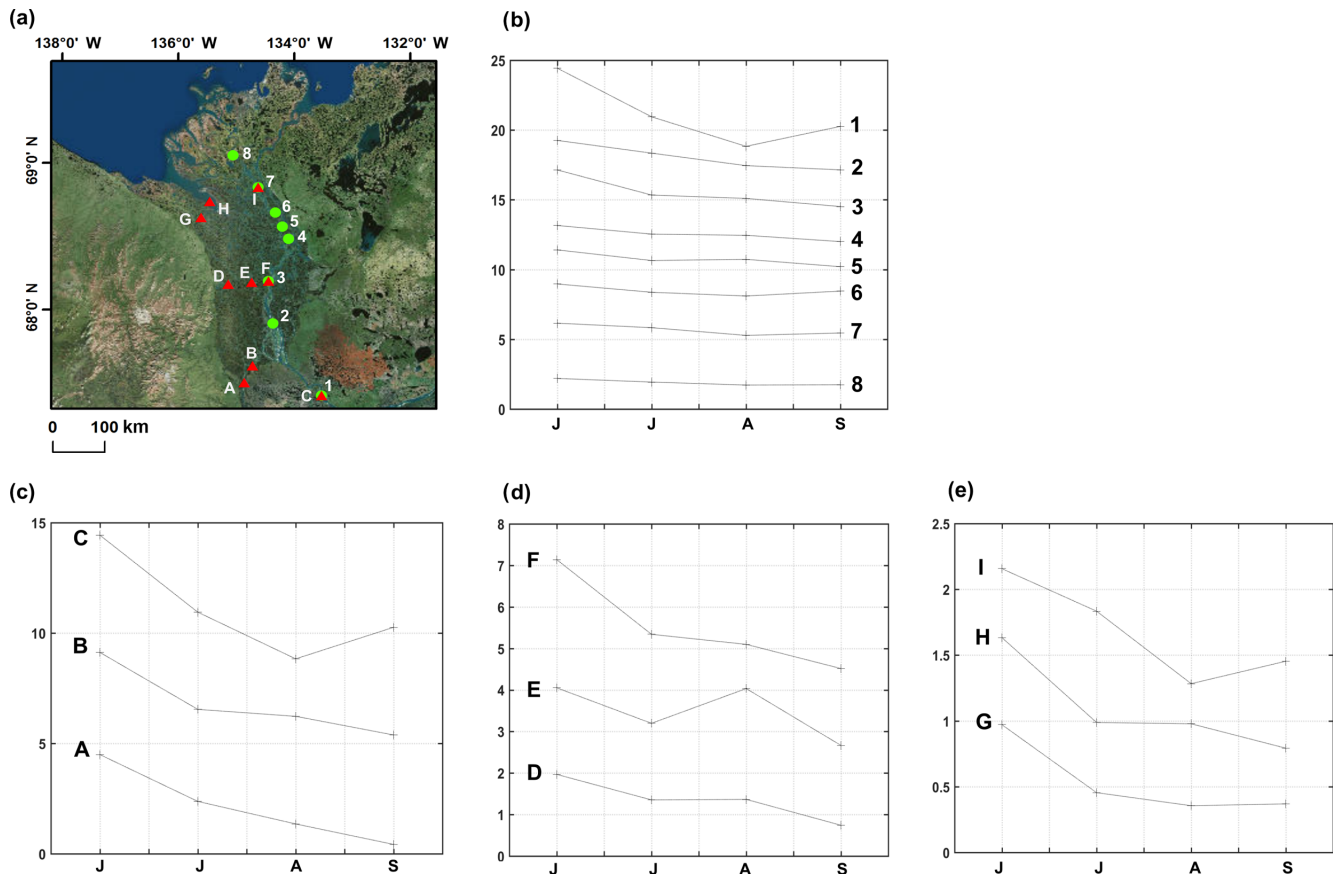 (a)
138°0' W 136°0' W 134°0' W 132°0' W
69°0' N
68°0' N
8
7
I
H
G
6
5
4
D
E
F
3
2
B
A
C
1
0 100 km
(b)
25
20
15
10
5
0
1
2
3
4
5
6
7
8
J J A S
(c)
15
10
5
0
C
B
A
J J A S
(d)
8
7
6
5
4
3
2
1
0
F
E
D
J J A S
(e)
2.5
2
1.5
1
0.5
0
I
H
G
J J A S